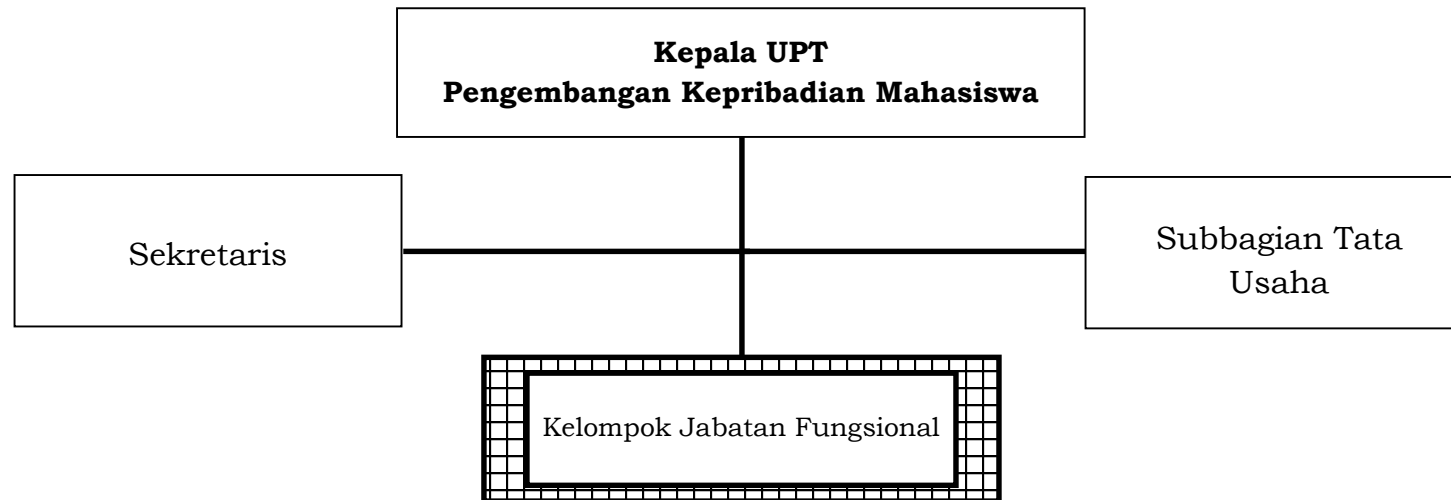 Kepala UPT
Pengembangan Kepribadian Mahasiswa
Sekretaris
Subbagian Tata
Usaha
Kelompok Jabatan Fungsional